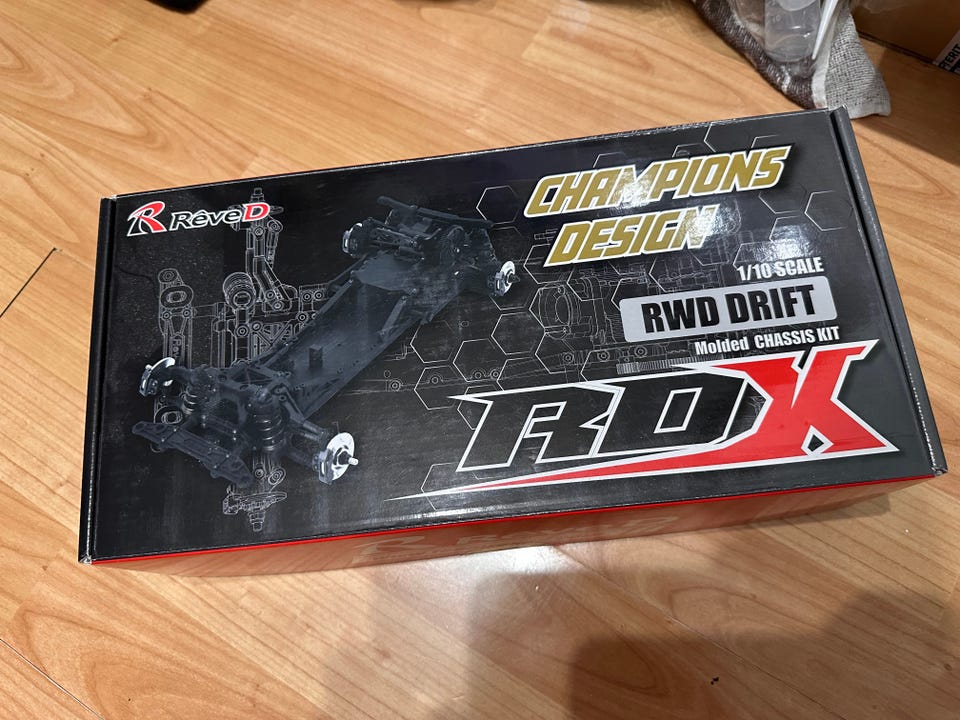 RêveD
CHAMPIONS
DESIGN
1/10 SCALE
RWD DRIFT
Molded CHASSIS KIT
RDX